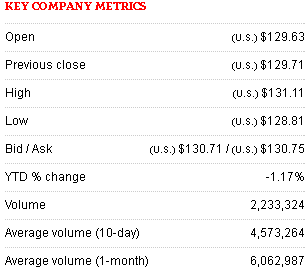 KEY COMPANY METRICS
Open (U.S.) $129.63
Previous close (U.S.) $129.71
High (U.S.) $131.11
Low (U.S.) $128.81
Bid / Ask (U.S.) $130.71 / (U.S.) $130.75
YTD % change -1.17%
Volume 2,233,324
Average volume (10-day) 4,573,264
Average volume (1-month) 6,062,987